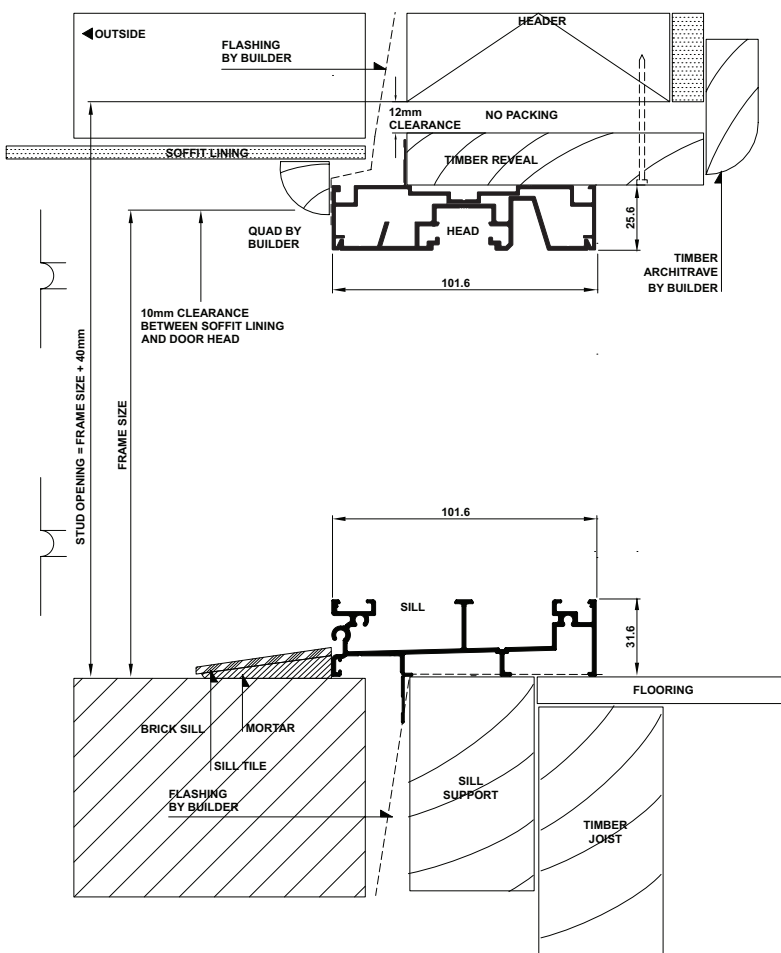 HEADER
OUTSIDE
FLASHING
BY BUILDER
12mm
CLEARANCE
NO PACKING
SOFFIT LINING
TIMBER REVEAL
QUAD BY
BUILDER
HEAD
25.6
TIMBER
ARCHITRAVE
BY BUILDER
101.6
10mm CLEARANCE
BETWEEN SOFFIT LINING
AND DOOR HEAD
STUD OPENING = FRAME SIZE + 40mm
FRAME SIZE
101.6
SILL
31.6
FLOORING
BRICK SILL
MORTAR
SILL TILE
FLASHING
BY BUILDER
SILL
SUPPORT
TIMBER
JOIST